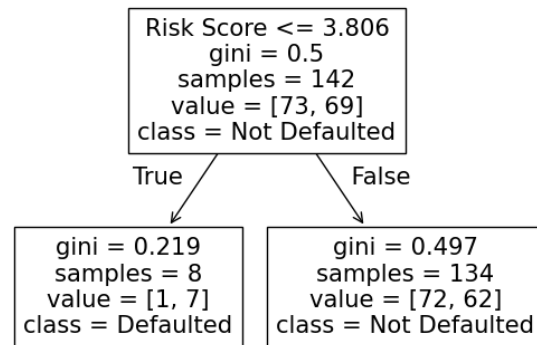 Risk Score <= 3.806
gini = 0.5
samples = 142
value = [73, 69]
class = Not Defaulted
True
False
gini = 0.219
samples = 8
value = [1, 7]
class = Defaulted
gini = 0.497
samples = 134
value = [72, 62]
class = Not Defaulted